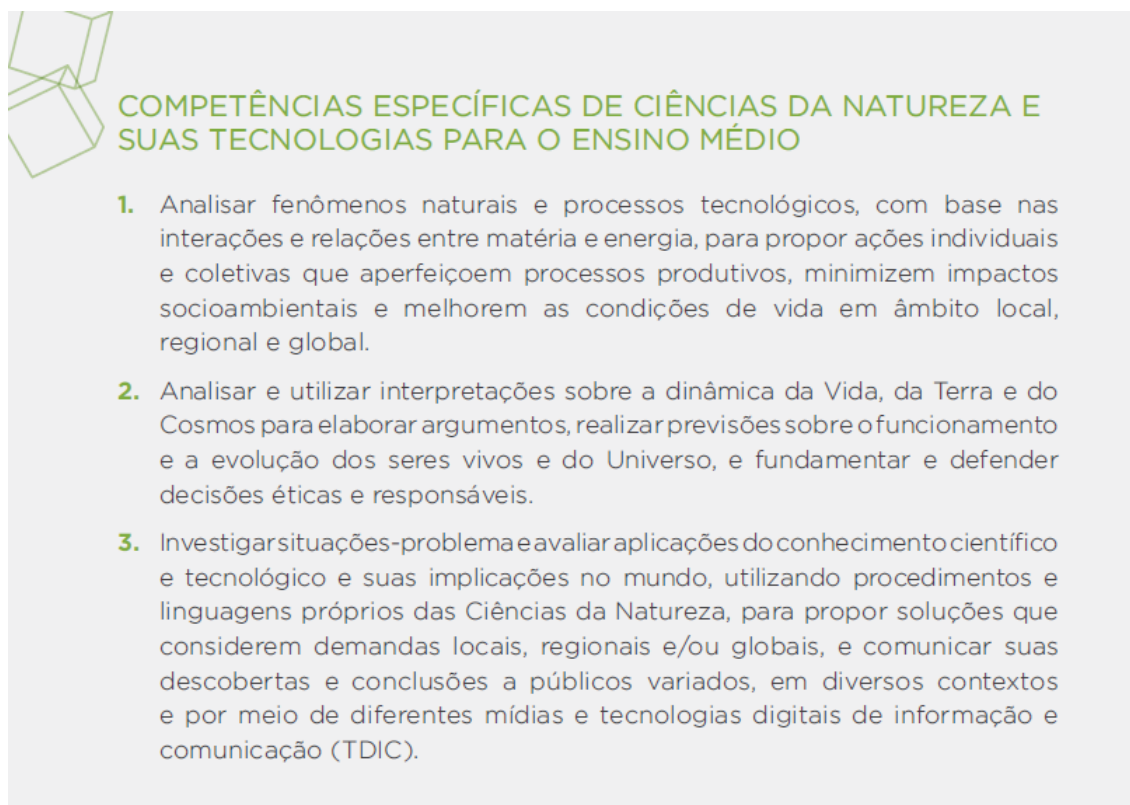 COMPETÊNCIAS ESPECÍFICAS DE CIÊNCIAS DA NATUREZA E
SUAS TECNOLOGIAS PARA O ENSINO MÉDIO
1. Analisar fenômenos naturais e processos tecnológicos, com base nas
interações e relações entre matéria e energia, para propor ações individuais
e coletivas que aperfeiçoem processos produtivos, minimizem impactos
socioambientais e melhorem as condições de vida em âmbito local,
regional e global.
2. Analisar e utilizar interpretações sobre a dinâmica da Vida, da Terra e do
Cosmos para elaborar argumentos, realizar previsões sobre o funcionamento
e a evolução dos seres vivos e do Universo, e fundamentar e defender
decisões éticas e responsáveis.
3. Investigar situações-problema e avaliar aplicações do conhecimento científico
e tecnológico e suas implicações no mundo, utilizando procedimentos e
linguagens próprios das Ciências da Natureza, para propor soluções que
considerem demandas locais, regionais e/ou globais, e comunicar suas
descobertas e conclusões a públicos variados, em diversos contextos
e por meio de diferentes mídias e tecnologias digitais de informação e
comunicação (TDIC).